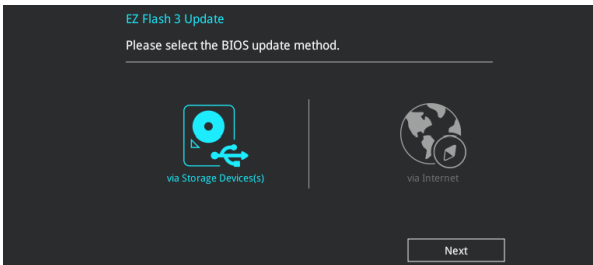 EZ Flash 3 Update
Please select the BIOS update method.
via Storage Devices(s)
via Internet
Next